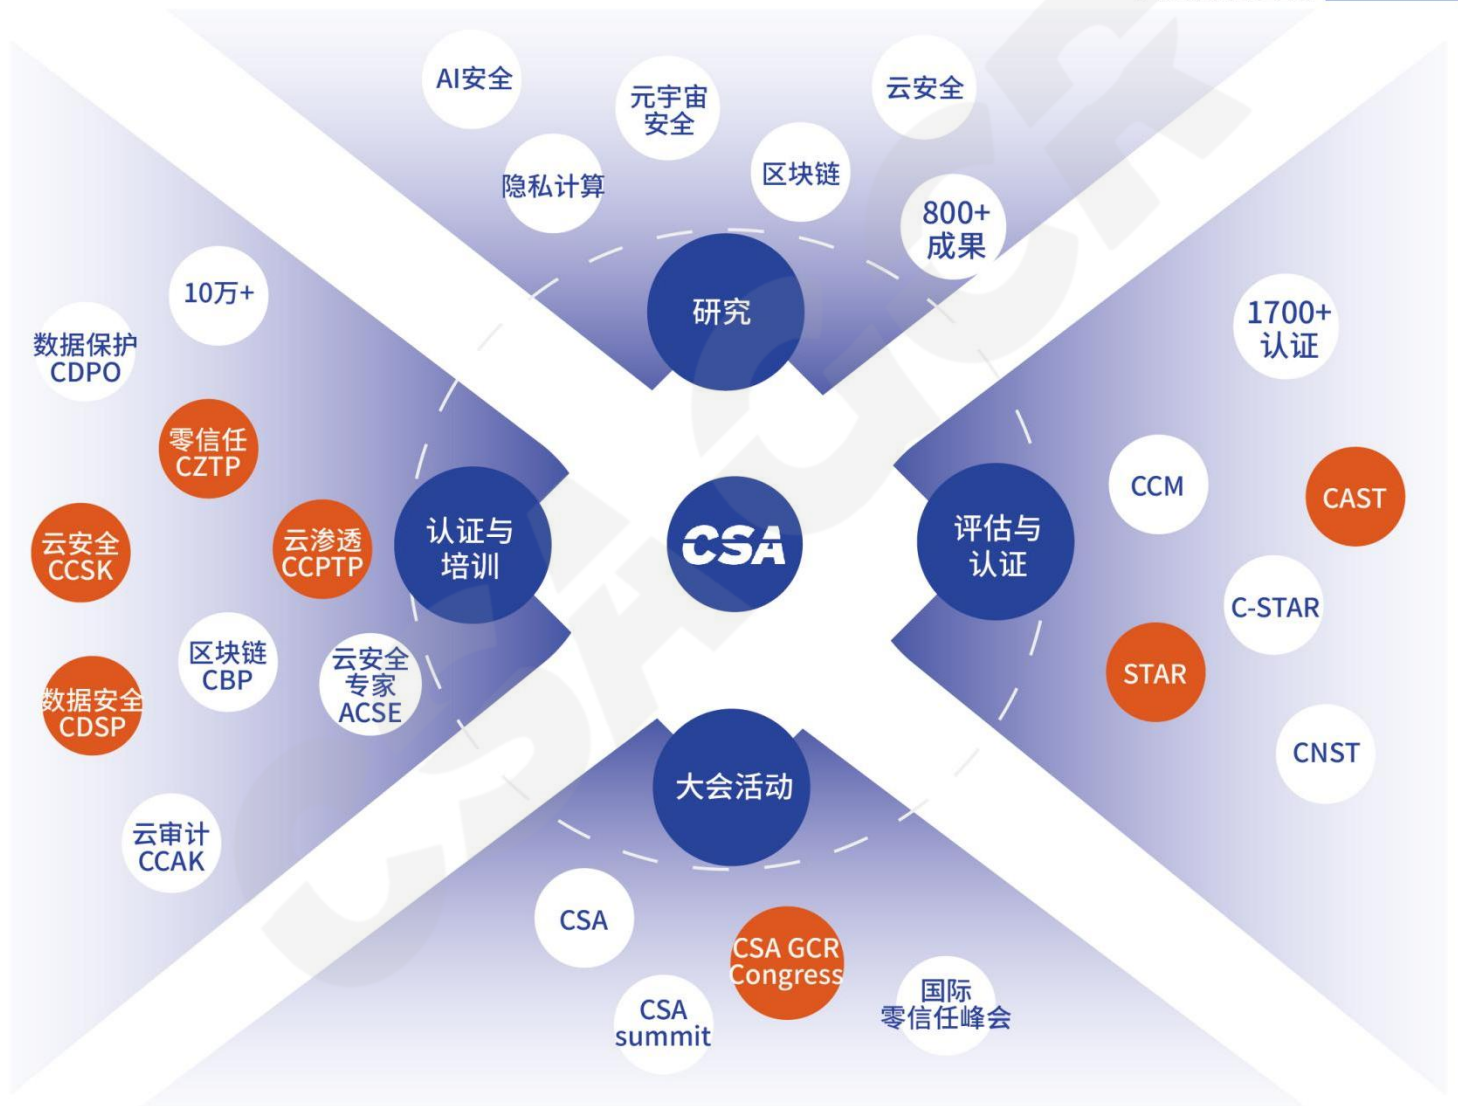 AI安全
元宇宙
安全
云安全
隐私计算
区块链
800+
成果
研究
10万+
数据保护
CDPO
零信任
CZTP
云安全
CCSK
云渗透
CCPTP
认证与
培训
区块链
CBP
云安全
专家
ACSE
数据安全
CDSP
云审计
CCAK
CSA
1700+
认证
评估与
认证
CCM
CAST
C-STAR
STAR
CNST
大会活动
CSA
CSA GCR
Congress
CSA
summit
国际
零信任峰会
CSA GCR